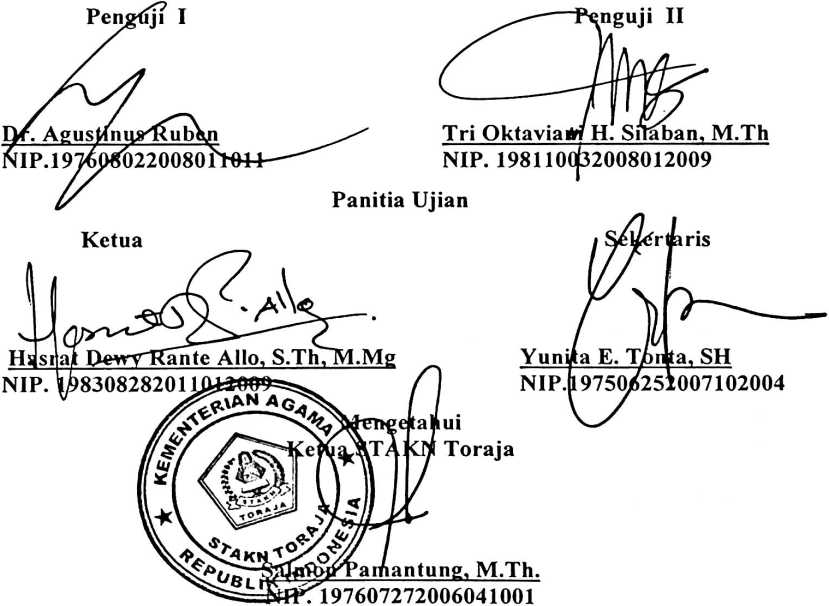 Penguji I
Penguji II
Dr. Agustinus Ruben
NIP.197608022008011011
Tri Oktaviani H. Silaban, M.Th
NIP. 198110032008012009
Panitia Ujian
Ketua
Sekertaris
Hasrat Dewy Rante Allo, S.Th, M.Mg
NIP. 198308282011012009
Yunita E. Tonta, SH
NIP.197506252007102004
Mengetahui
Ketua STAKN Toraja
KEMENTERIAN AGAMA
STAKN
TORAJA
STAKN TORAJA
REPUBLIK INDONESIA
Salmon Pamantung, M.Th.
NIP. 197607272006041001